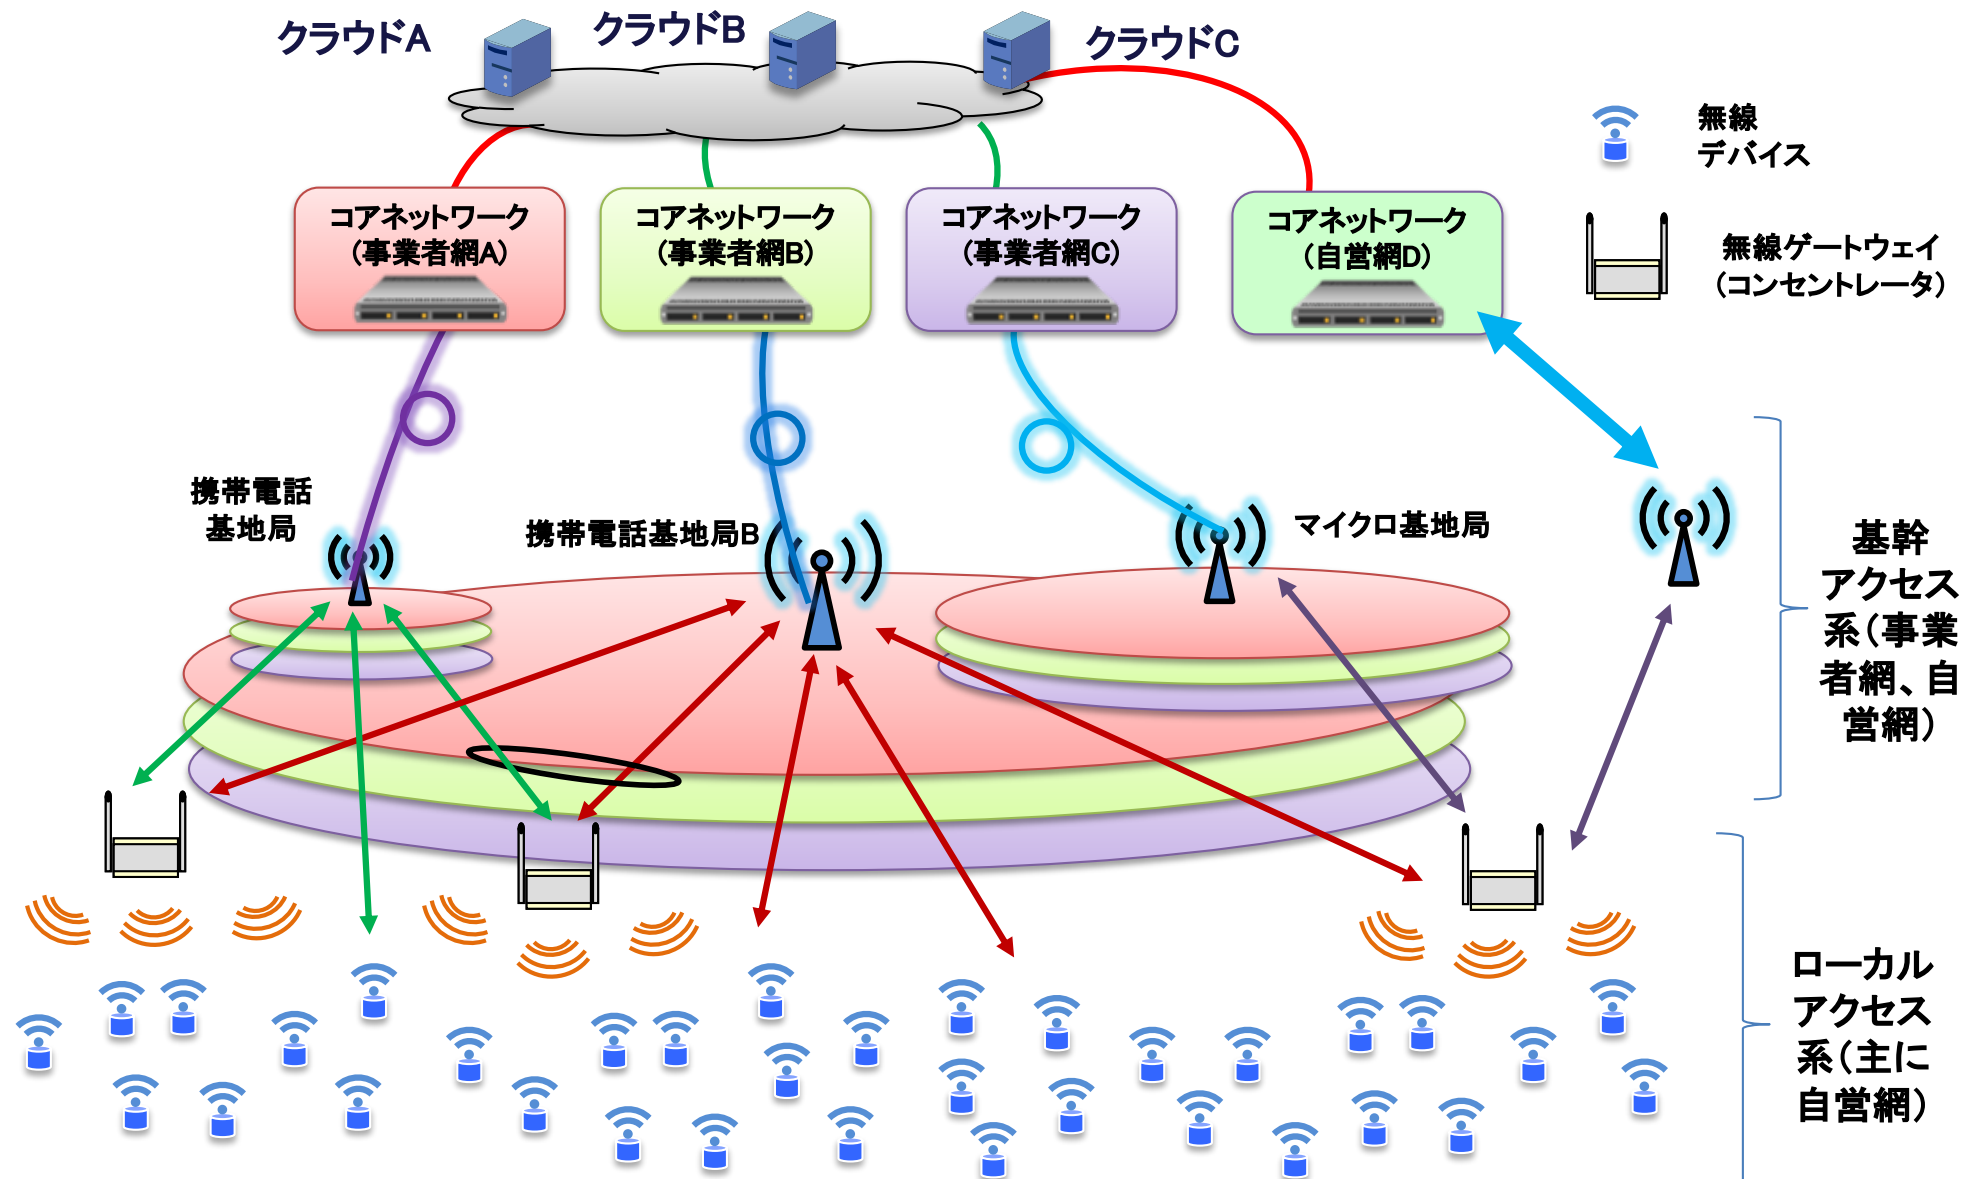 クラウドA
クラウドB
クラウドC
コアネットワーク
（事業者網A）
コアネットワーク
（事業者網B）
コアネットワーク
（事業者網C）
コアネットワーク
（自営網D）
無線
デバイス
無線ゲートウェイ
（コンセントレータ）
携帯電話
基地局
携帯電話基地局B
マイクロ基地局
基幹
アクセス
系（事業
者網、自
営網）
ローカル
アクセス
系（主に
自営網）